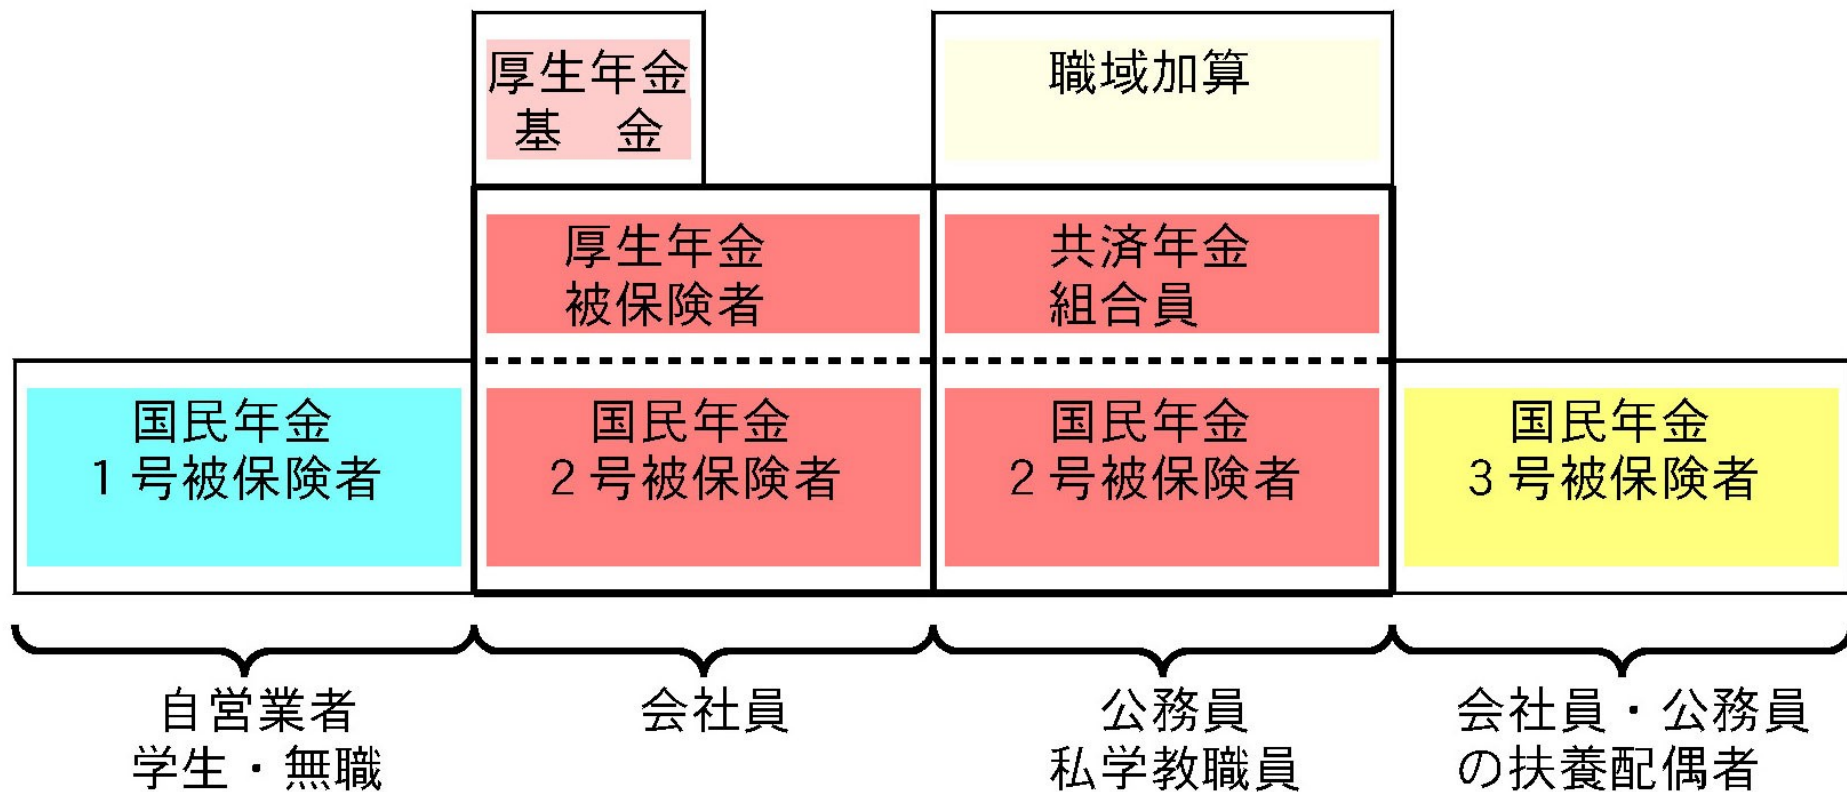 厚生年金
基　金
職域加算
厚生年金
被保険者
共済年金
組合員
国民年金
1号被保険者
国民年金
2号被保険者
国民年金
2号被保険者
国民年金
3号被保険者
自営業者
学生・無職
会社員
公務員
私学教職員
会社員・公務員
の扶養配偶者